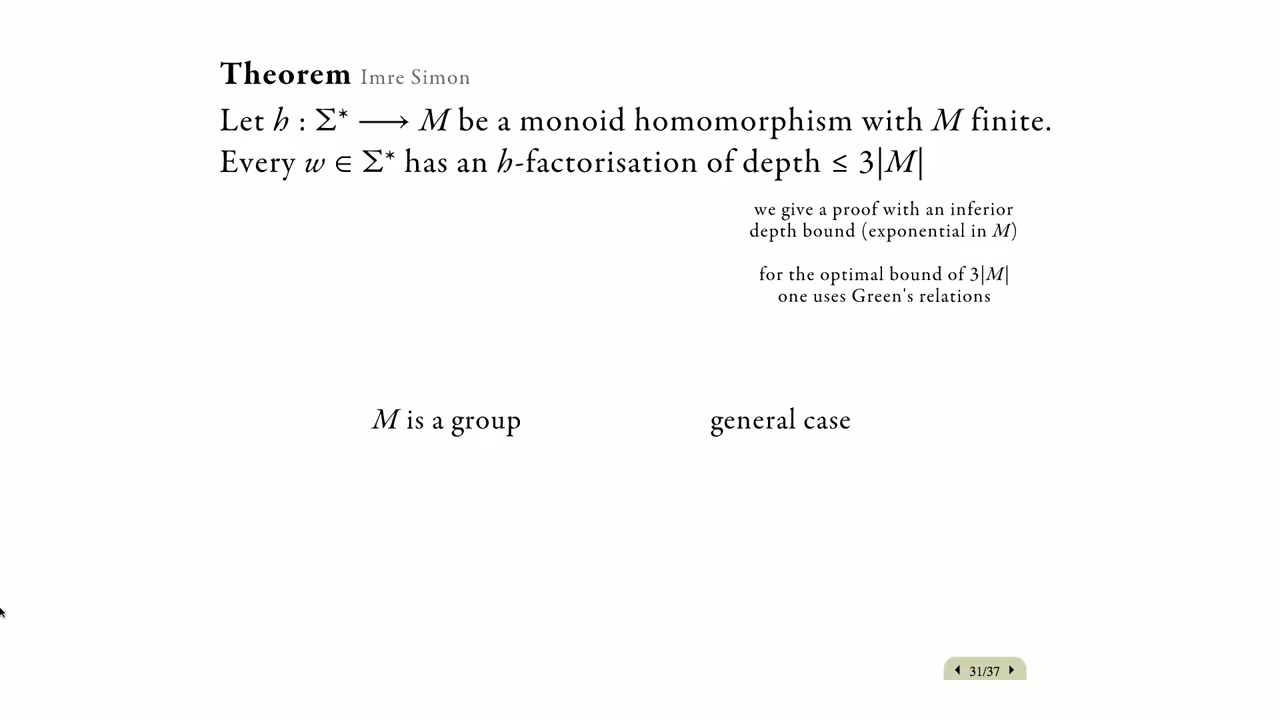 Theorem Imre Simon
Let h : Σ* ⟶ M be a monoid homomorphism with M finite.
Every w ∈ Σ* has an h-factorisation of depth ≤ 3|M|
we give a proof with an inferior
depth bound (exponential in M)
for the optimal bound of 3|M|
one uses Green's relations
M is a group
general case
31/37